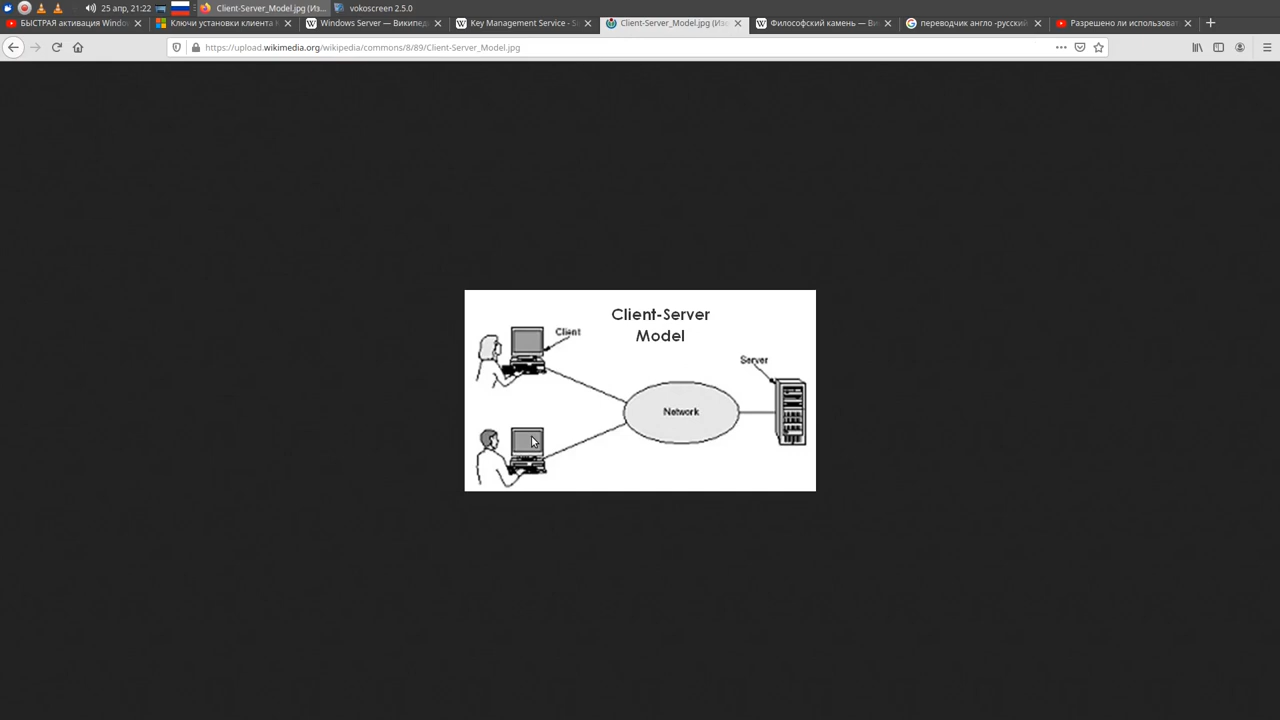 25 апр, 21:22
Client-Server_Model.jpg (Из...
vokoscreen 2.5.0
БЫСТРАЯ активация Windo
Ключи установки клиента K
Windows Server — Википед
Key Management Service - S
Client-Server_Model.jpg (Из
Философский камень — Ви
переводчик англо -русский
Разрешено ли использоват
https://upload.wikimedia.org/wikipedia/commons/8/89/Client-Server_Model.jpg
Client-Server
Model
Client
Server
Network